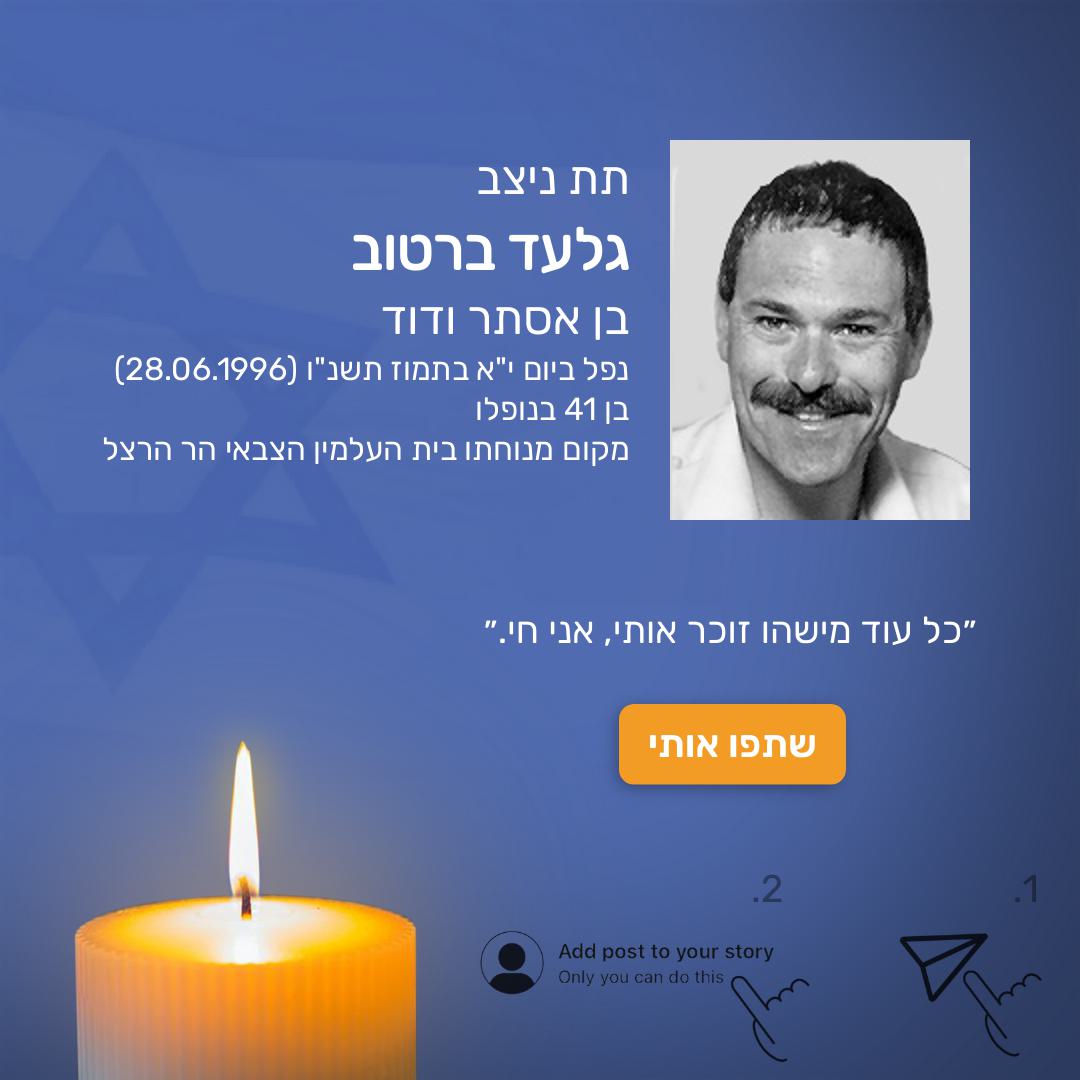 תת ניצב
גלעד ברטוב
בן אסתר ודוד
נפל ביום י"א בתמוז תשנ"ו (28.06.1996)
בן 41 בנופלו
מקום מנוחתו בית העלמין הצבאי הר הרצל
״כל עוד מישהו זוכר אותי, אני חי.״
שתפו אותי
1.
2.
Add post to your story
Only you can do this